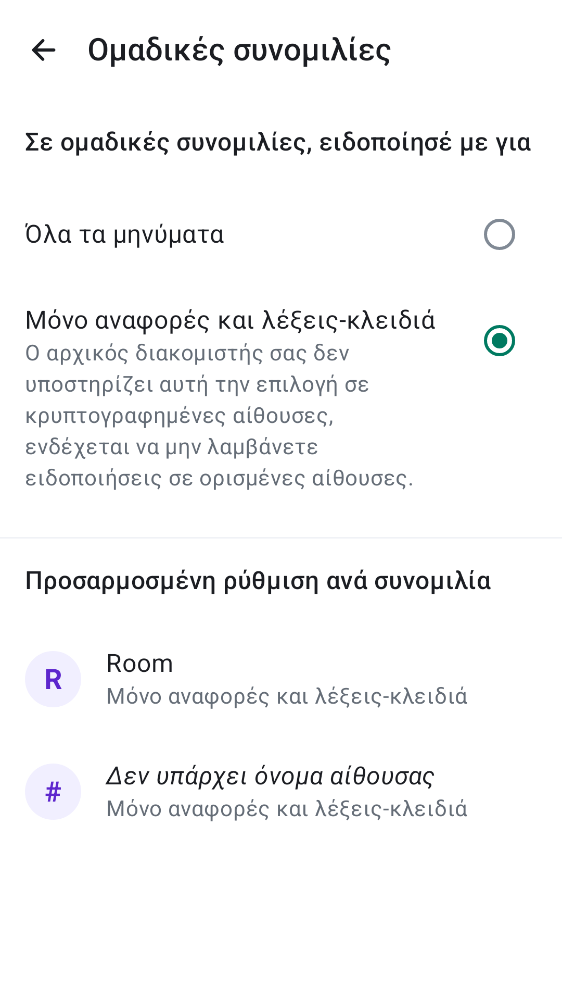 Ομαδικές συνομιλίες
Σε ομαδικές συνομιλίες, ειδοποίησέ με για
Όλα τα μηνύματα
Μόνο αναφορές και λέξεις-κλειδιά
Ο αρχικός διακομιστής σας δεν
υποστηρίζει αυτή την επιλογή σε
κρυπτογραφημένες αίθουσες,
ενδέχεται να μην λαμβάνετε
ειδοποιήσεις σε ορισμένες αίθουσες.
Προσαρμοσμένη ρύθμιση ανά συνομιλία
R
Room
Μόνο αναφορές και λέξεις-κλειδιά
#
Δεν υπάρχει όνομα αίθουσας
Μόνο αναφορές και λέξεις-κλειδιά